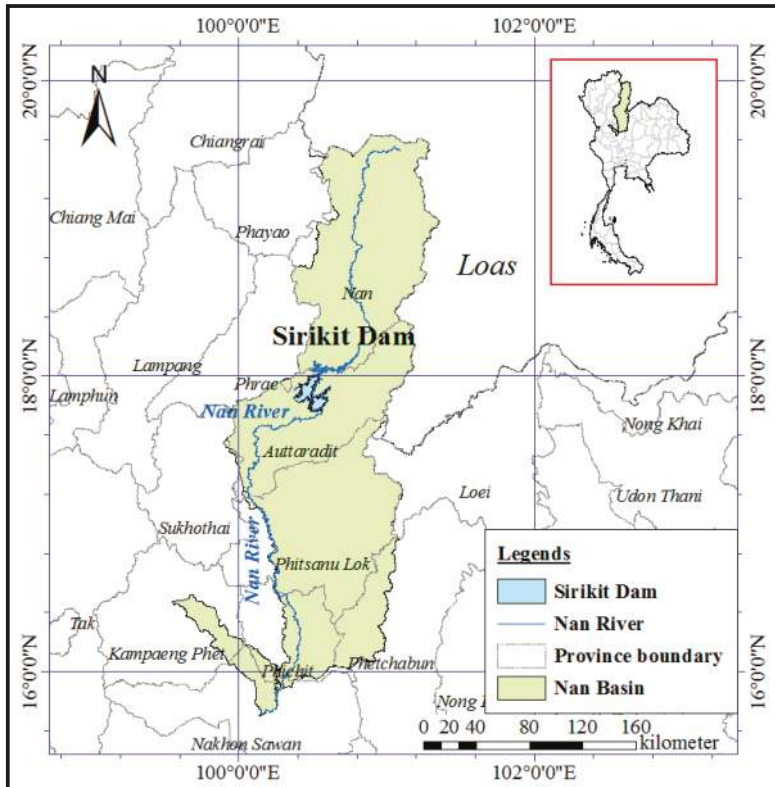 100°0'0"E
102°0'0"E
20°0'0"N
20°0'0"N
N
Chiangrai
Chiang Mai
Phayao
Loas
Nan
Sirikit Dam
Lampang
18°0'0"N
18°0'0"N
Phrae
Lamphun
Nan River
Nong Khai
Auttaradit
Loei
Udon Thani
Sukhothai
Nan River
Phitsanu Lok
Legends
Sirikit Dam
Nan River
Province boundary
Nan Basin
Tak
Kampaeng Phet
Phichit
Phetchabun
16°0'0"N
16°0'0"N
Nong
Nakhon Sawan
0 20 40 80 120 160
kilometer
100°0'0"E
102°0'0"E